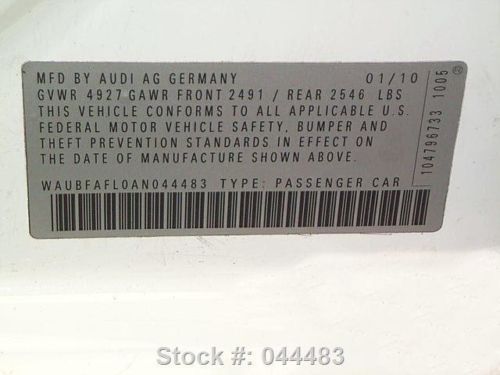 MFD BY AUDI AG GERMANY 01/10
GVWR 4927 GAWR FRONT 2491 / REAR 2546 LBS
THIS VEHICLE CONFORMS TO ALL APPLICABLE U.S.
FEDERAL MOTOR VEHICLE SAFETY, BUMPER AND
THEFT PREVENTION STANDARDS IN EFFECT ON
THE DATE OF MANUFACTURE SHOWN ABOVE.
WAUBFAFL0AN044483 TYPE: PASSENGER CAR
104796733 1005 ®
Stock #: 044483